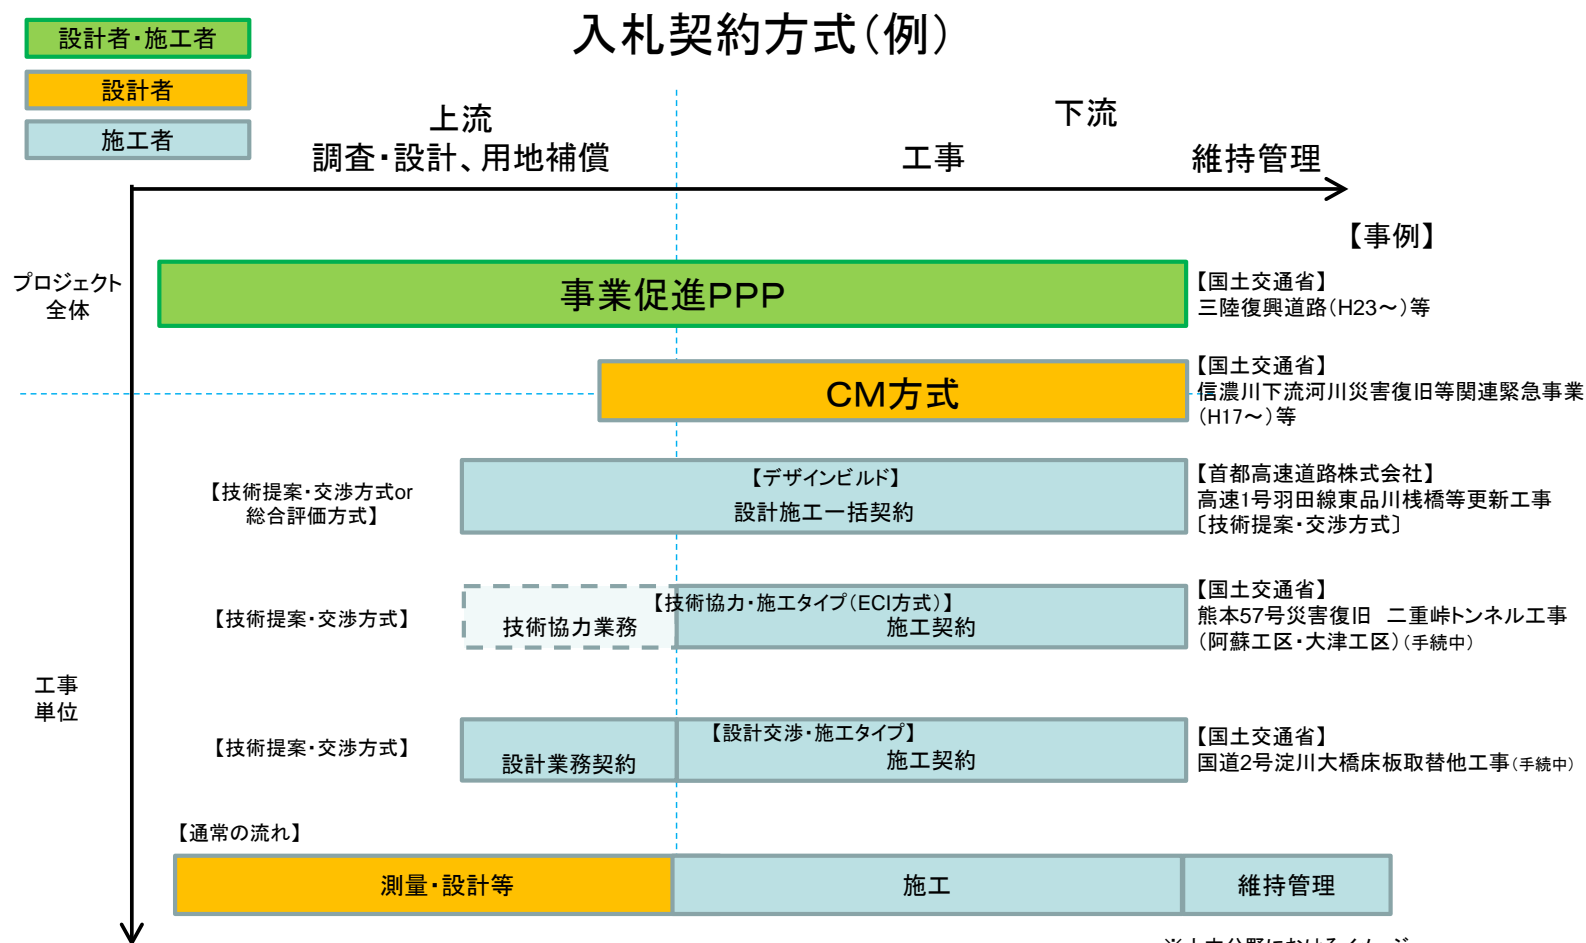 入札契約方式（例）
設計者・施工者
設計者
施工者
上流
調査・設計、用地補償
下流
工事
維持管理
【事例】
プロジェクト
全体
事業促進PPP
【国土交通省】
三陸復興道路（H23～）等
CM方式
【国土交通省】
信濃川下流河川災害復旧等関連緊急事業
（H17～）等
【技術提案・交渉方式or
総合評価方式】
【デザインビルド】
設計施工一括契約
【首都高速道路株式会社】
高速1号羽田線東品川桟橋等更新工事
〔技術提案・交渉方式〕
【技術提案・交渉方式】
【技術協力・施工タイプ（ECI方式）】
技術協力業務
施工契約
【国土交通省】
熊本57号災害復旧　二重峠トンネル工事
（阿蘇工区・大津工区）（手続中）
工事
単位
【技術提案・交渉方式】
【設計交渉・施工タイプ】
設計業務契約
施工契約
【国土交通省】
国道2号淀川大橋床板取替他工事（手続中）
【通常の流れ】
測量・設計等
施工
維持管理